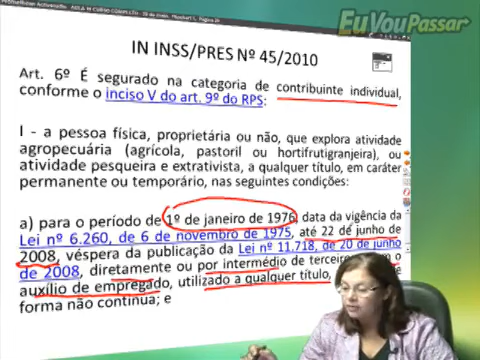 EuVouPassar
IN INSS/PRES Nº 45/2010
Art. 6º É segurado na categoria de contribuinte individual,
conforme o inciso V do art. 9º do RPS:
I - a pessoa física, proprietária ou não, que explora atividade
agropecuária (agrícola, pastoril ou hortifrutigranjeira), ou
atividade pesqueira e extrativista, a qualquer título, em caráter
permanente ou temporário, nas seguintes condições:
a) para o período de 1º de janeiro de 1976, data da vigência da
Lei nº 6.260, de 6 de novembro de 1975, até 22 de junho de
2008, véspera da publicação da Lei nº 11.718, de 20 de junho
de 2008, diretamente ou por intermédio de terceiros o
auxílio de empregado, utilizado a qualquer título, e
forma não contínua; e